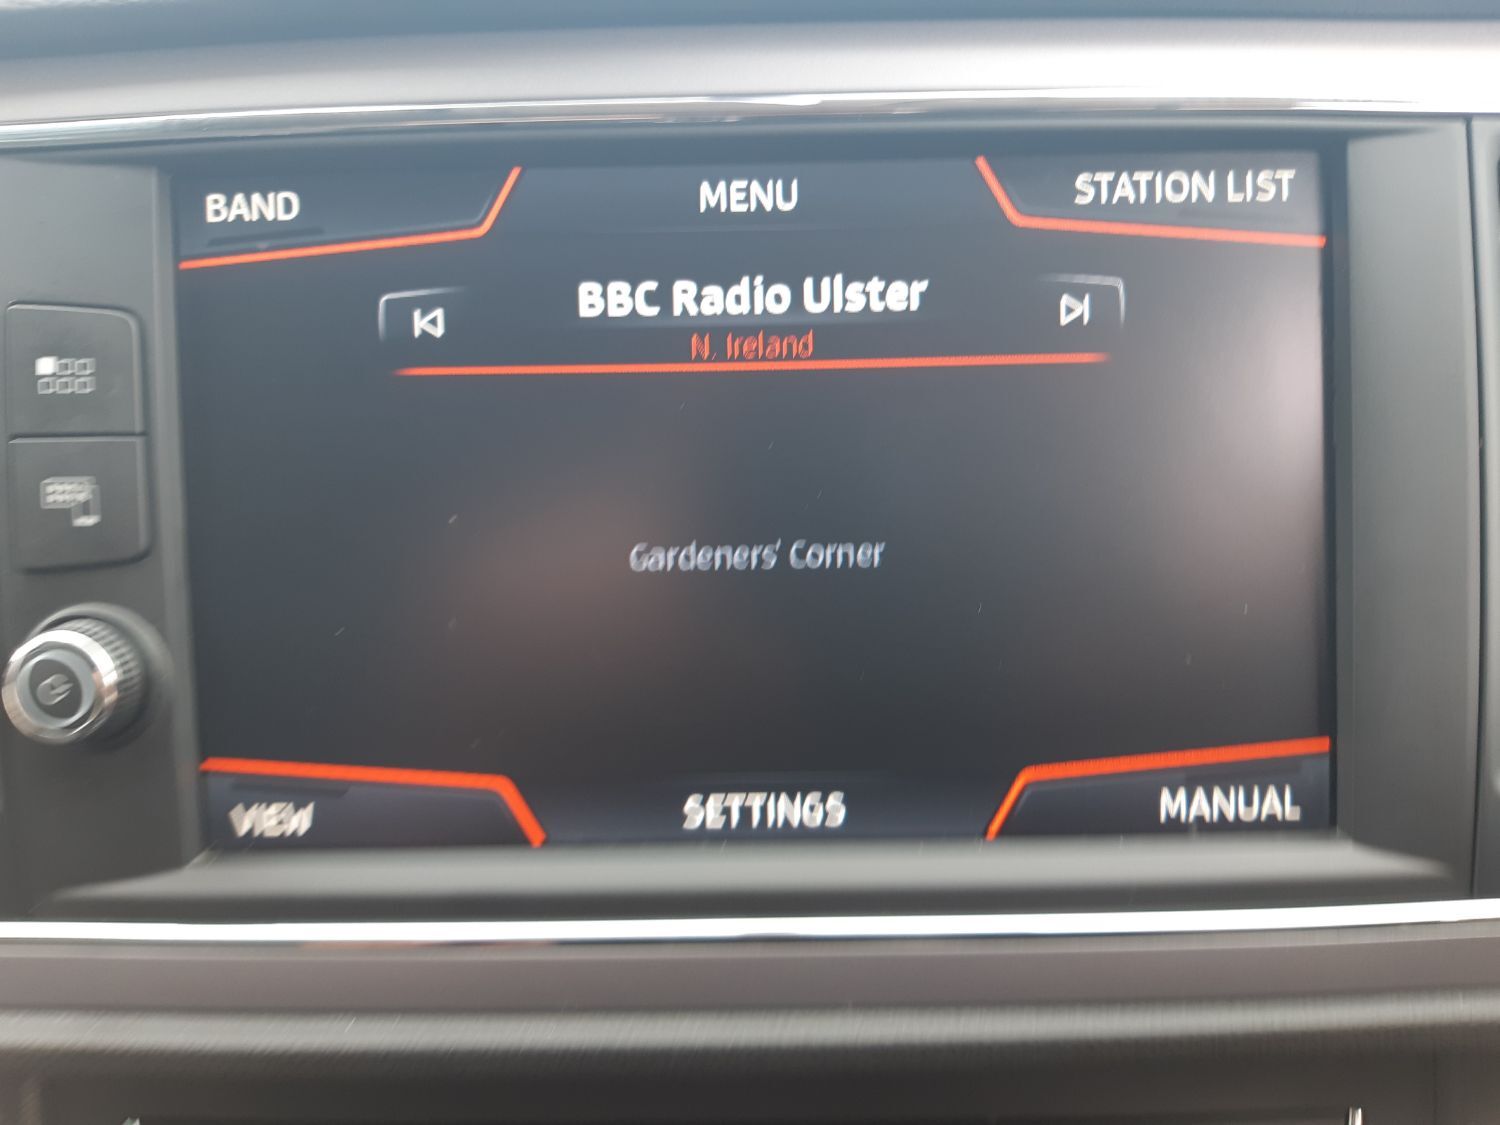 BAND
MENU
STATION LIST
BBC Radio Ulster
N. Ireland
Gardeners' Corner
VIEW
SETTINGS
MANUAL